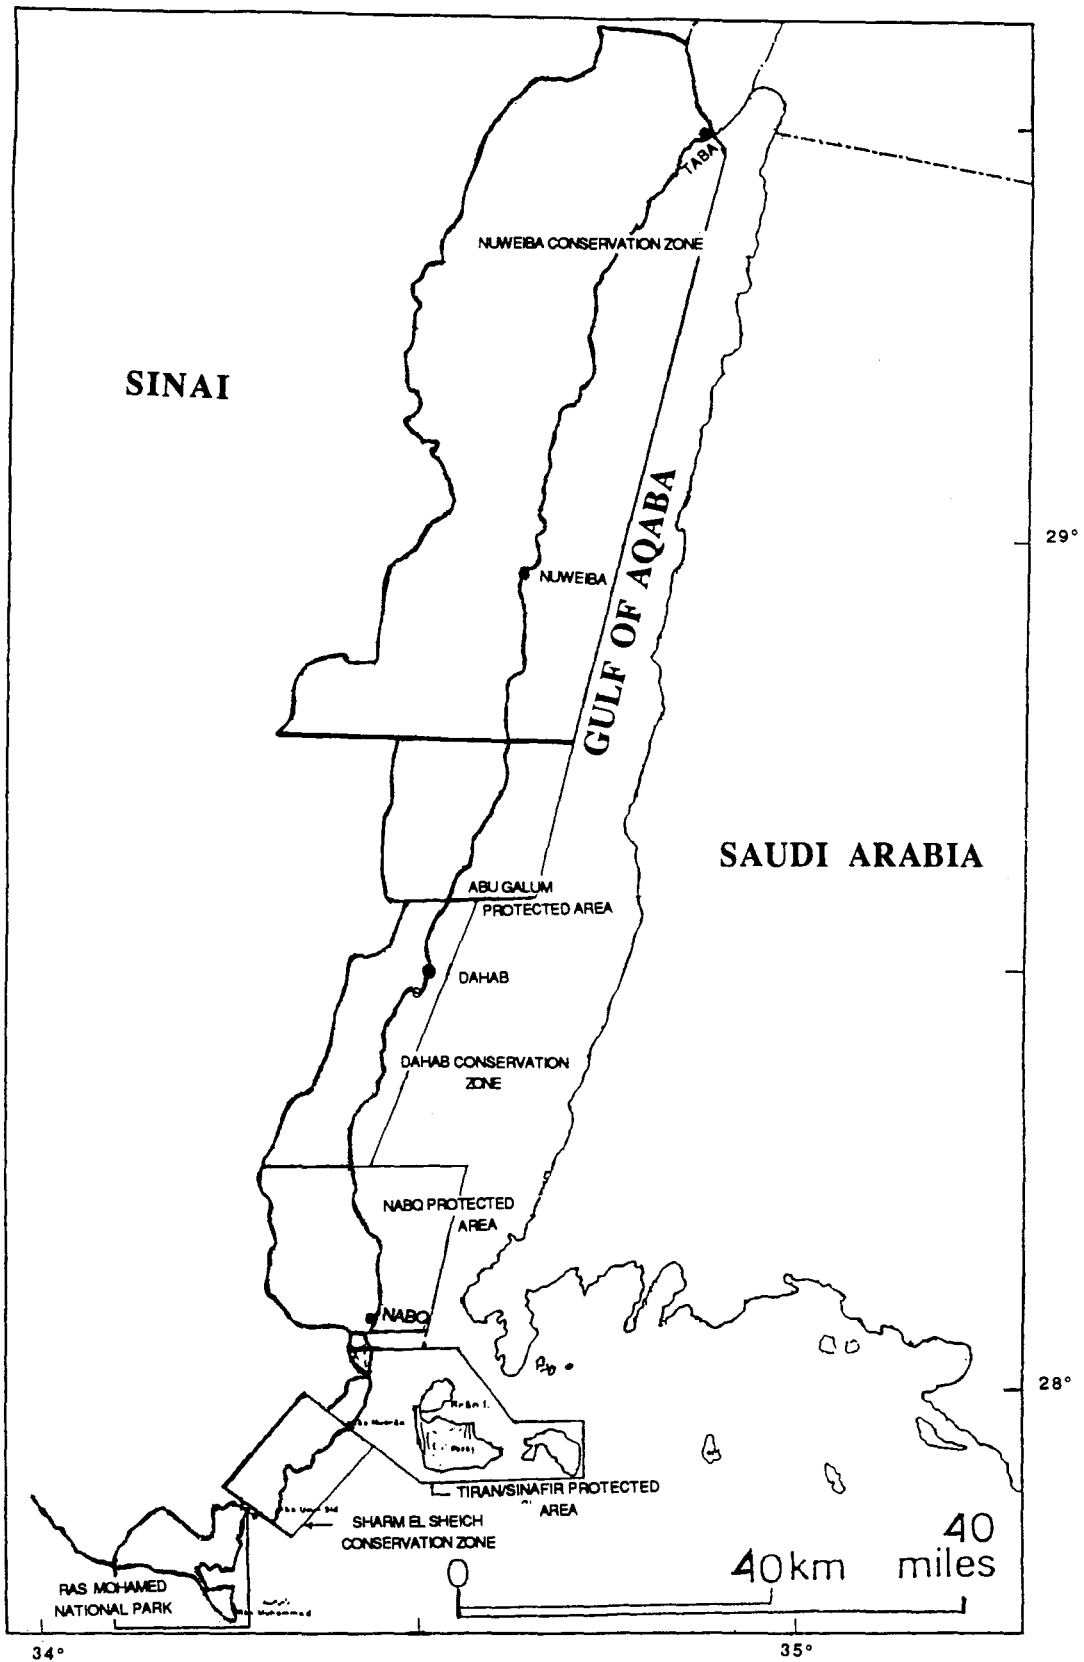 TABA
NUWEIBA CONSERVATION ZONE
SINAI
GULF OF AQABA
29°
NUWEIBA
SAUDI ARABIA
ABU GALUM
PROTECTED AREA
DAHAB
DAHAB CONSERVATION
ZONE
NABQ PROTECTED
AREA
NABQ
28°
TIRAN/SINAFIR PROTECTED
AREA
SHARM EL SHEICH
CONSERVATION ZONE
40
0
40km
miles
RAS MOHAMED
NATIONAL PARK
34°
35°